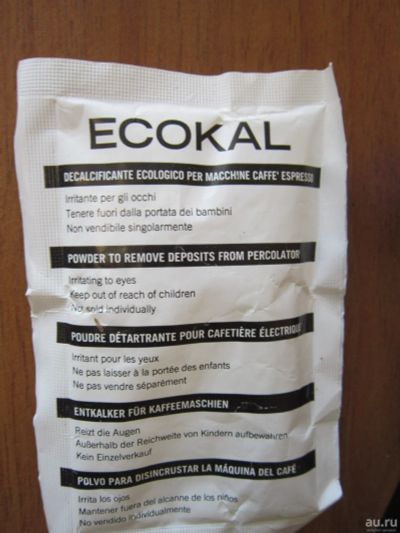 ECOKAL
DECALCIFICANTE ECOLOGICO PER MACCHINE CAFFE' ESPRESSO
Irritante per gli occhi
Tenere fuori dalla portata dei bambini
Non vendibile singolarmente
POWDER TO REMOVE DEPOSITS FROM PERCOLATOR
Irritating to eyes
Keep out of reach of children
No sold individually
POUDRE DÉTARTRANTE POUR CAFETIÈRE ÉLECTRIQUE
Irritant pour les yeux
Ne pas laisser à la portée des enfants
Ne pas vendre séparément
ENTKALKER FÜR KAFFEEMASCHIEN
Reizt die Augen
Außerhalb der Reichweite von Kindern aufbewahren
Kein Einzelverkauf
POLVO PARA DISINCRUSTAR LA MÁQUINA DEL CAFÉ
Irrita los ojos
Mantener fuera del alcanne de los niños
No vendido individualmente
au.ru